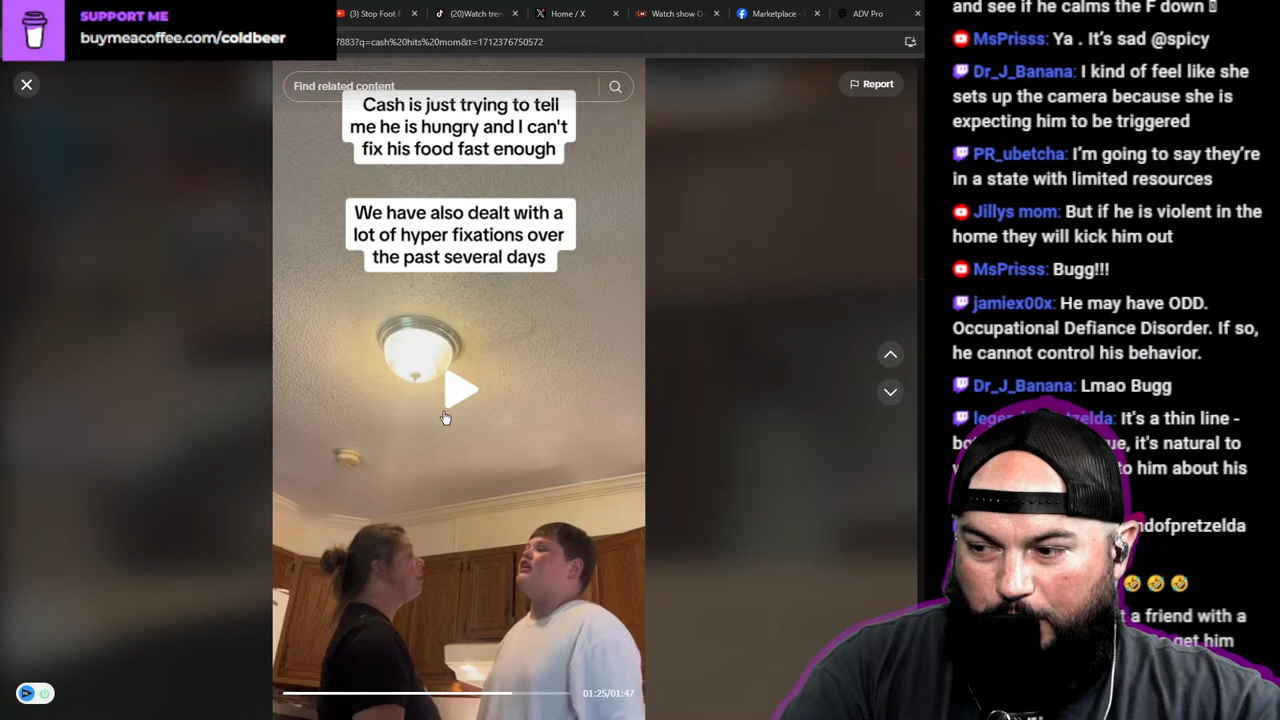 SUPPORT ME
buymeacoffee.com/coldbeer
(3) Stop Foot F
(20)Watch tren
Home / X
Watch show O
Marketplace -
ADV Pro
7883?q=cash%20hits%20mom&t=1712376750572
Find related content
Report
Cash is just trying to tell
me he is hungry and I can't
fix his food fast enough
We have also dealt with a
lot of hyper fixations over
the past several days
01:25/01:47
and see if he calms the F down
MsPrisss: Ya . It's sad @spicy
Dr_J_Banana: I kind of feel like she
sets up the camera because she is
expecting him to be triggered
PR_ubetcha: I'm going to say they're
in a state with limited resources
Jillys mom: But if he is violent in the
home they will kick him out
MsPrisss: Bugg!!!
jamiex00x: He may have ODD.
Occupational Defiance Disorder. If so,
he cannot control his behavior.
Dr_J_Banana: Lmao Bugg
It's a thin line -
ue, it's natural to
to him about his
ndofpretzelda
t a friend with a
get him